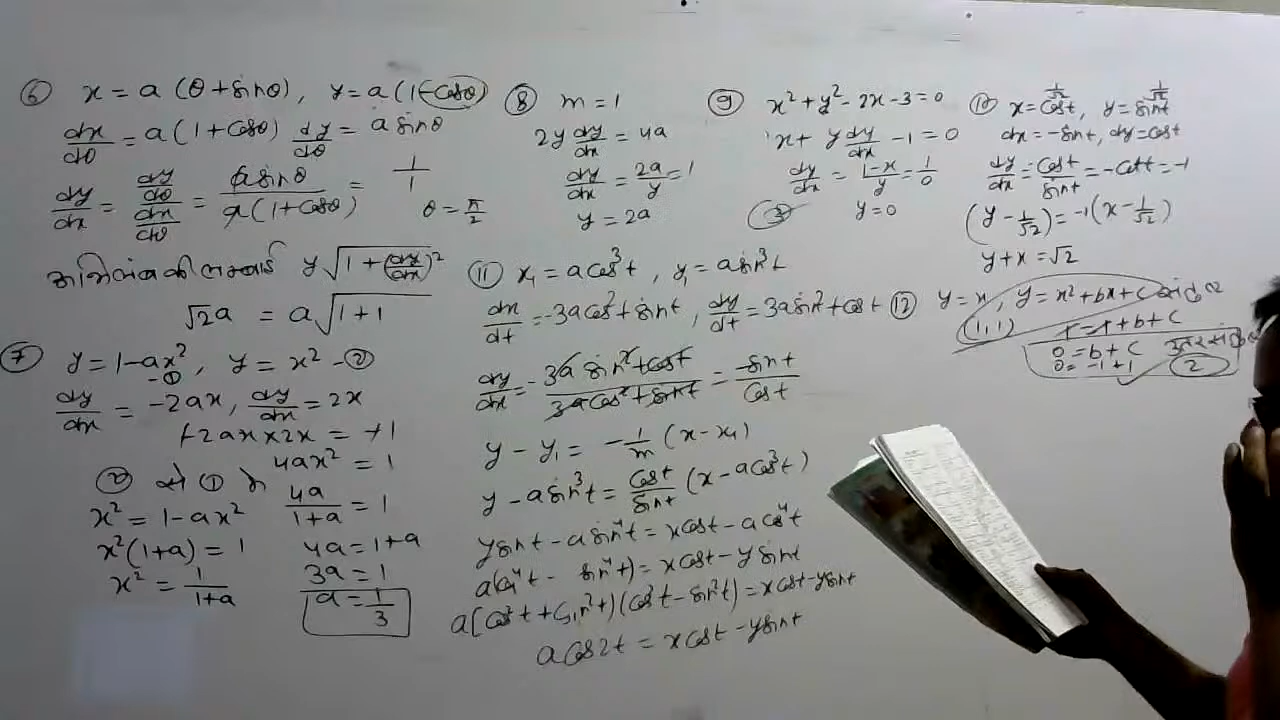 ⑥ x = a (θ + sinθ), y = a (1 - cosθ)
dx/dθ = a (1 + cosθ) dy/dθ = a sinθ
dy/dx = (dy/dθ)/(dx/dθ) = a sinθ / a (1 + cosθ) = 1/1
θ = π/2
अभिलंब की लम्बाई y√(1 + (dy/dx)²)
√2a = a√(1+1)
⑦ y = 1 - ax² - ①, y = x² - ②
dy/dx = -2ax, dy/dx = 2x
+2ax × 2x = +1
4ax² = 1
② से ① में
x² = 1 - ax²
x²(1+a) = 1
x² = 1/(1+a)
4a/(1+a) = 1
4a = 1+a
3a = 1
a = 1/3
⑧ m = 1
2y dy/dx = 4a
dy/dx = 2a/y = 1
y = 2a
⑨ x² + y² - 2x - 3 = 0
x + y dy/dx - 1 = 0
dy/dx = (1-x)/y = 1/0
③ y = 0
⑩ x = cost, y = sint
1/√2 1/√2
dx = -sint, dy = cost
dy/dx = cost/sint = -cott = -1
(y - 1/√2) = -1(x - 1/√2)
y + x = √2
⑪ x₁ = a cos³t, y₁ = a sin³t
dx/dt = -3a cos²t sint, dy/dt = 3a sin²t cost
dy/dx = - 3a sin²t cost / 3a cos²t sint = -sint/cost
y - y₁ = -1/m (x - x₁)
y - a sin³t = cost/sint (x - a cos³t)
y sint - a sin⁴t = x cost - a cos⁴t
a(cos⁴t - sin⁴t) = x cost - y sint
a[cos²t + sin²t)(cos²t - sin²t) = x cost - y sint
a cos2t = x cost - y sint
⑫ y = x, y = x² + bx + c
(1,1)
x = x + b + c
0 = b + c
0 = -1 + 1
2